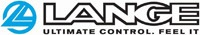 LANGE
ULTIMATE CONTROL. FEEL IT